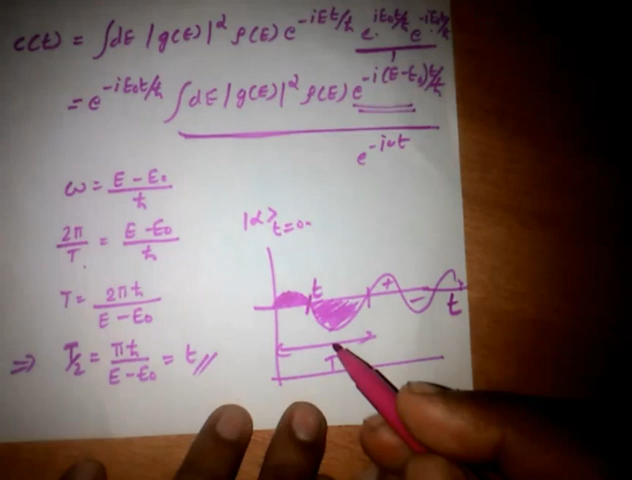 c(t) = ∫dE |g(E)|² ρ(E) e^{-iEt/ħ} e^{iE₀t/ħ} e^{-iE₀t/ħ}
= e^{-iE₀t/ħ} ∫dE |g(E)|² ρ(E) e^{-i(E-E₀)t/ħ}
e^{-iωt}
ω = (E - E₀)/ħ
|α>_{t=0}
2π/T = (E - E₀)/ħ
T = 2πħ/(E - E₀)
⇒ T/2 = πħ/(E - E₀) = t //
t + − t
T